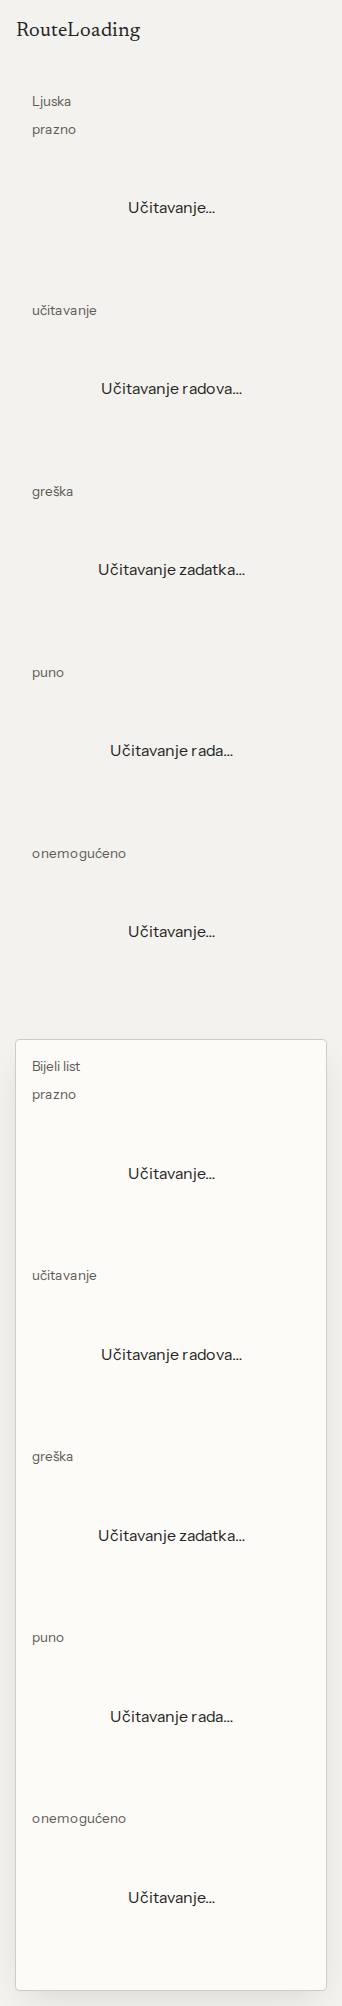 RouteLoading
Ljuska
prazno
Učitavanje...
učitavanje
Učitavanje radova...
greška
Učitavanje zadatka...
puno
Učitavanje rada...
onemogućeno
Učitavanje...
Bijeli list
prazno
Učitavanje...
učitavanje
Učitavanje radova...
greška
Učitavanje zadatka...
puno
Učitavanje rada...
onemogućeno
Učitavanje...